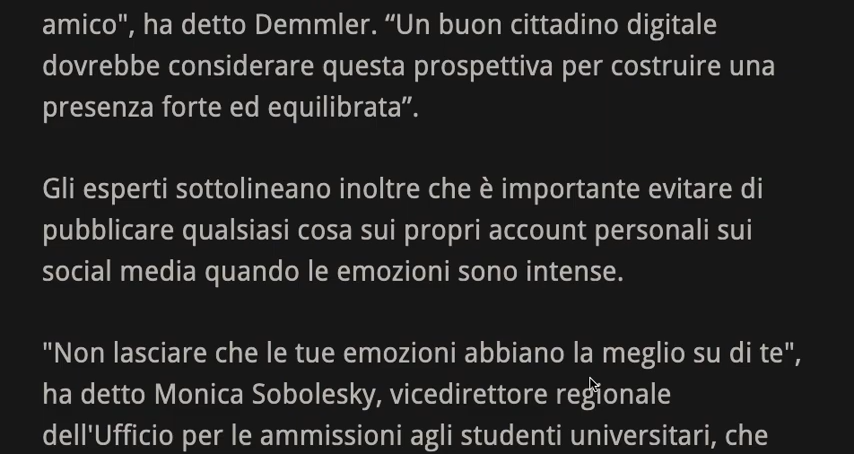 amico", ha detto Demmler. “Un buon cittadino digitale
dovrebbe considerare questa prospettiva per costruire una
presenza forte ed equilibrata”.
Gli esperti sottolineano inoltre che è importante evitare di
pubblicare qualsiasi cosa sui propri account personali sui
social media quando le emozioni sono intense.
"Non lasciare che le tue emozioni abbiano la meglio su di te",
ha detto Monica Sobolesky, vicedirettore regionale
dell'Ufficio per le ammissioni agli studenti universitari, che